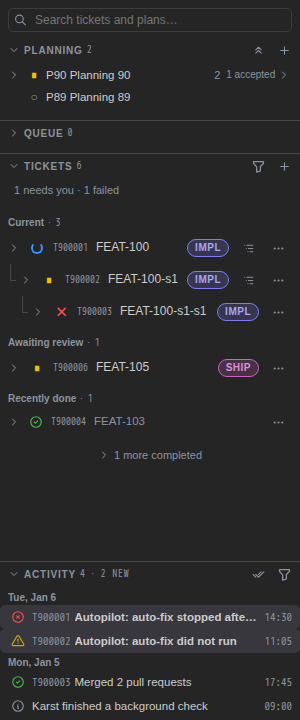 Search tickets and plans…
PLANNING 2
P90 Planning 90 2 1 accepted
P89 Planning 89
QUEUE 0
TICKETS 6
1 needs you · 1 failed
Current · 3
T900001 FEAT-100 IMPL
T900002 FEAT-100-s1 IMPL
T900003 FEAT-100-s1-s1 IMPL
Awaiting review · 1
T900006 FEAT-105 SHIP
Recently done · 1
T900004 FEAT-103
1 more completed
ACTIVITY 4 · 2 NEW
Tue, Jan 6
T900001 Autopilot: auto-fix stopped afte… 14:30
T900002 Autopilot: auto-fix did not run 11:05
Mon, Jan 5
T900003 Merged 2 pull requests 17:45
Karst finished a background check 09:00